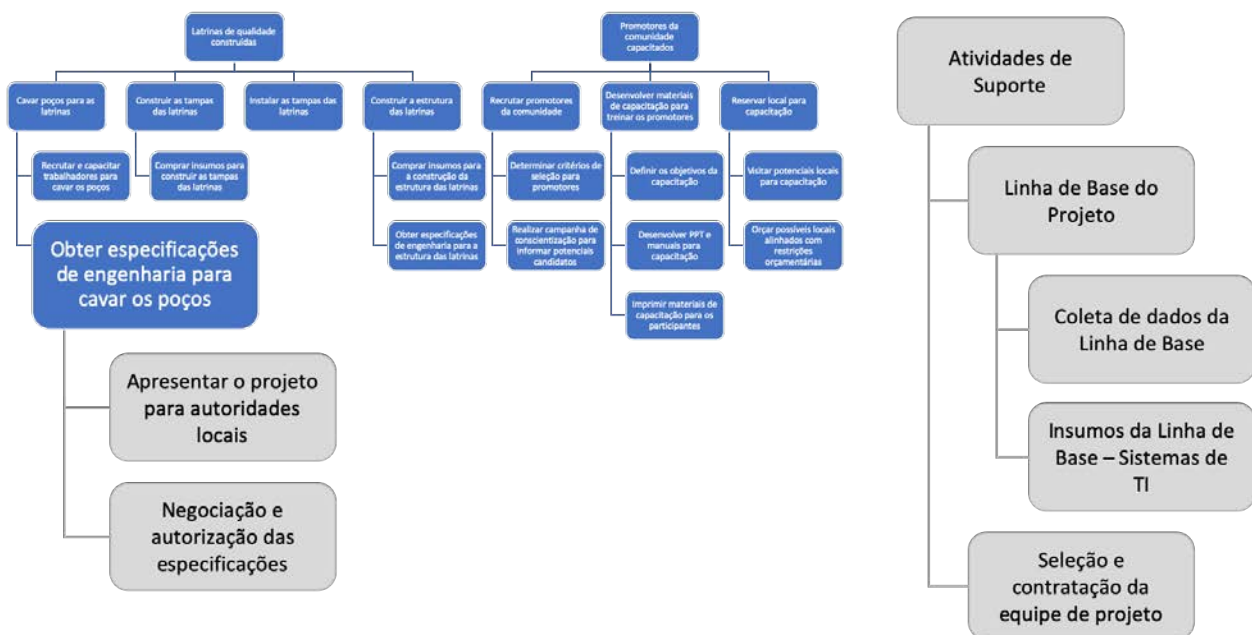 Latrinas de qualidade
construídas
Promotores da
comunidade
capacitados
Cavar poços para as
latrinas
Construir as tampas
das latrinas
Instalar as tampas das
latrinas
Construir a estrutura
das latrinas
Recrutar promotores
da comunidade
Desenvolver materiais
de capacitação para
treinar os promotores
Reservar local para
capacitação
Recrutar e capacitar
trabalhadores para
cavar os poços
Comprar insumos para
construir as tampas
das latrinas
Comprar insumos para
a construção da
estrutura das latrinas
Determinar critérios de
seleção para
promotores
Definir os objetivos da
capacitação
Visitar potenciais locais
para capacitação
Obter especificações
de engenharia para
cavar os poços
Obter especificações
de engenharia para a
estrutura das latrinas
Realizar campanha de
conscientização para
informar potenciais
candidatos
Desenvolver PPT e
manuais para
capacitação
Orçar possíveis locais
alinhados com
restrições
orçamentárias
Imprimir materiais de
capacitação para os
participantes
Apresentar o projeto
para autoridades
locais
Negociação e
autorização das
especificações
Atividades de
Suporte
Linha de Base do
Projeto
Coleta de dados da
Linha de Base
Insumos da Linha de
Base – Sistemas de
TI
Seleção e
contratação da
equipe de projeto